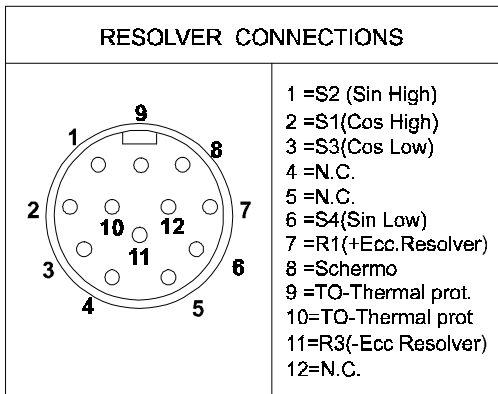 RESOLVER CONNECTIONS
9
1
8
2
10
12
7
11
3
6
4
5
1 =S2 (Sin High)
2 =S1(Cos High)
3 =S3(Cos Low)
4 =N.C.
5 =N.C.
6 =S4(Sin Low)
7 =R1(+Ecc.Resolver)
8 =Schermo
9 =TO-Thermal prot.
10=TO-Thermal prot
11=R3(-Ecc Resolver)
12=N.C.